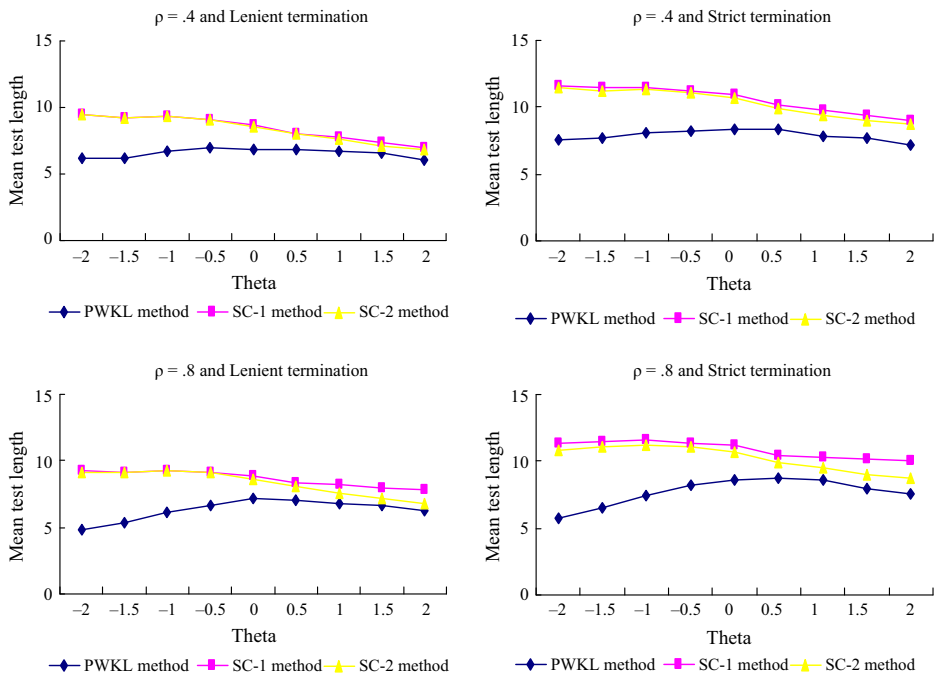 ρ = .4 and Lenient termination
15
10
5
0
Mean test length
–2 –1.5 –1 –0.5 0 0.5 1 1.5 2
Theta
PWKL method SC-1 method SC-2 method
ρ = .4 and Strict termination
15
10
5
0
Mean test length
–2 –1.5 –1 –0.5 0 0.5 1 1.5 2
Theta
PWKL method SC-1 method SC-2 method
ρ = .8 and Lenient termination
15
10
5
0
Mean test length
–2 –1.5 –1 –0.5 0 0.5 1 1.5 2
Theta
PWKL method SC-1 method SC-2 method
ρ = .8 and Strict termination
15
10
5
0
Mean test length
–2 –1.5 –1 –0.5 0 0.5 1 1.5 2
Theta
PWKL method SC-1 method SC-2 method